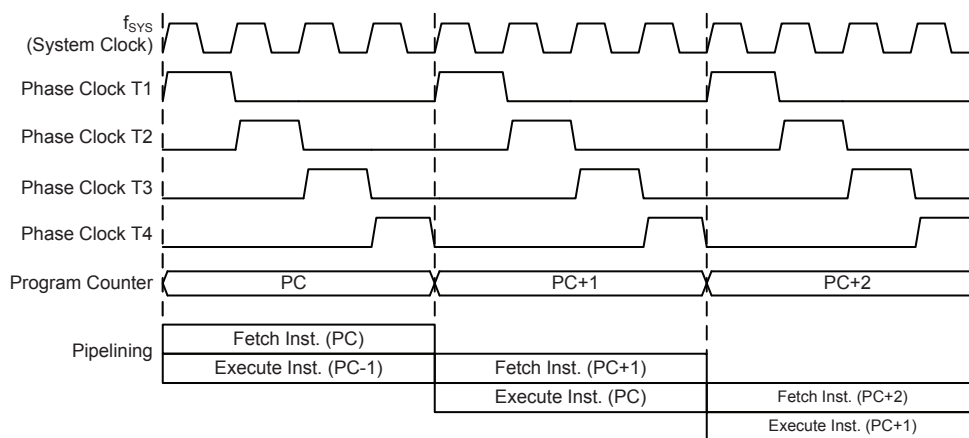 fSYS
(System Clock)
Phase Clock T1
Phase Clock T2
Phase Clock T3
Phase Clock T4
Program Counter PC PC+1 PC+2
Pipelining
Fetch Inst. (PC)
Execute Inst. (PC-1) Fetch Inst. (PC+1)
Execute Inst. (PC) Fetch Inst. (PC+2)
Execute Inst. (PC+1)